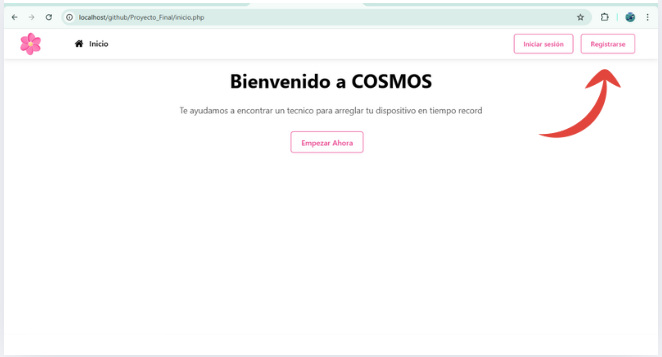 localhost/github/Proyecto_Final/inicio.php
Inicio
Iniciar sesión
Registrarse
Bienvenido a COSMOS
Te ayudamos a encontrar un tecnico para arreglar tu dispositivo en tiempo record
Empezar Ahora